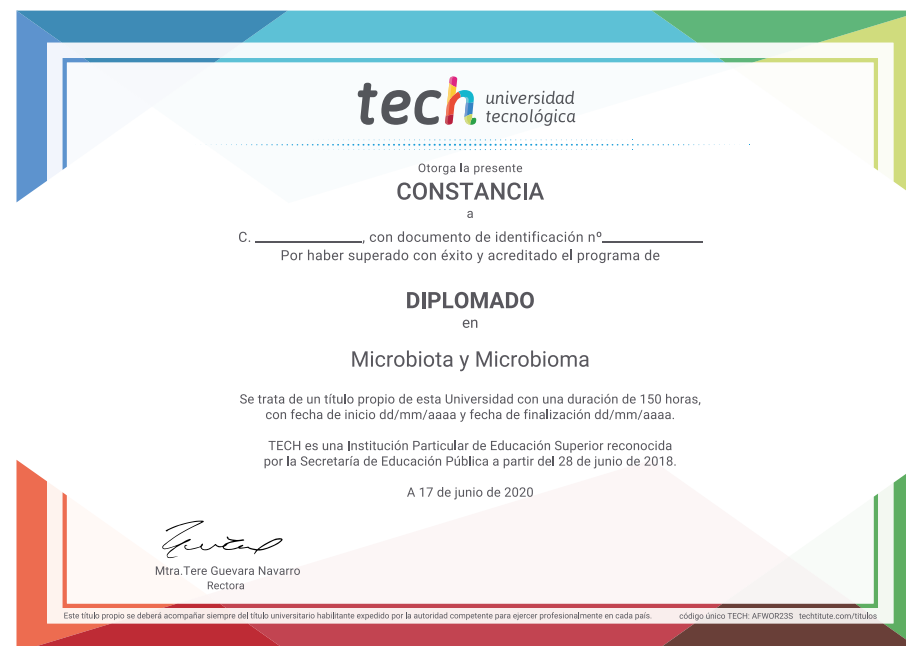 tech universidad
tecnológica
Otorga la presente
CONSTANCIA
a
C. ____________, con documento de identificación nº____________
Por haber superado con éxito y acreditado el programa de
DIPLOMADO
en
Microbiota y Microbioma
Se trata de un título propio de esta Universidad con una duración de 150 horas,
con fecha de inicio dd/mm/aaaa y fecha de finalización dd/mm/aaaa.
TECH es una Institución Particular de Educación Superior reconocida
por la Secretaría de Educación Pública a partir del 28 de junio de 2018.
A 17 de junio de 2020
Mtra.Tere Guevara Navarro
Rectora
Este título propio se deberá acompañar siempre del título universitario habilitante expedido por la autoridad competente para ejercer profesionalmente en cada país. código único TECH: AFWOR23S techtitute.com/títulos